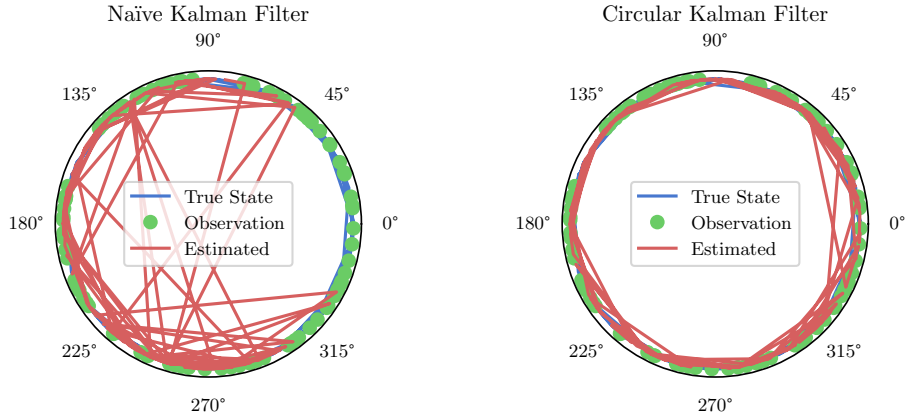 Naïve Kalman Filter
90°
135°
45°
180°
0°
225°
315°
270°
True State
Observation
Estimated
Circular Kalman Filter
90°
135°
45°
180°
0°
225°
315°
270°
True State
Observation
Estimated